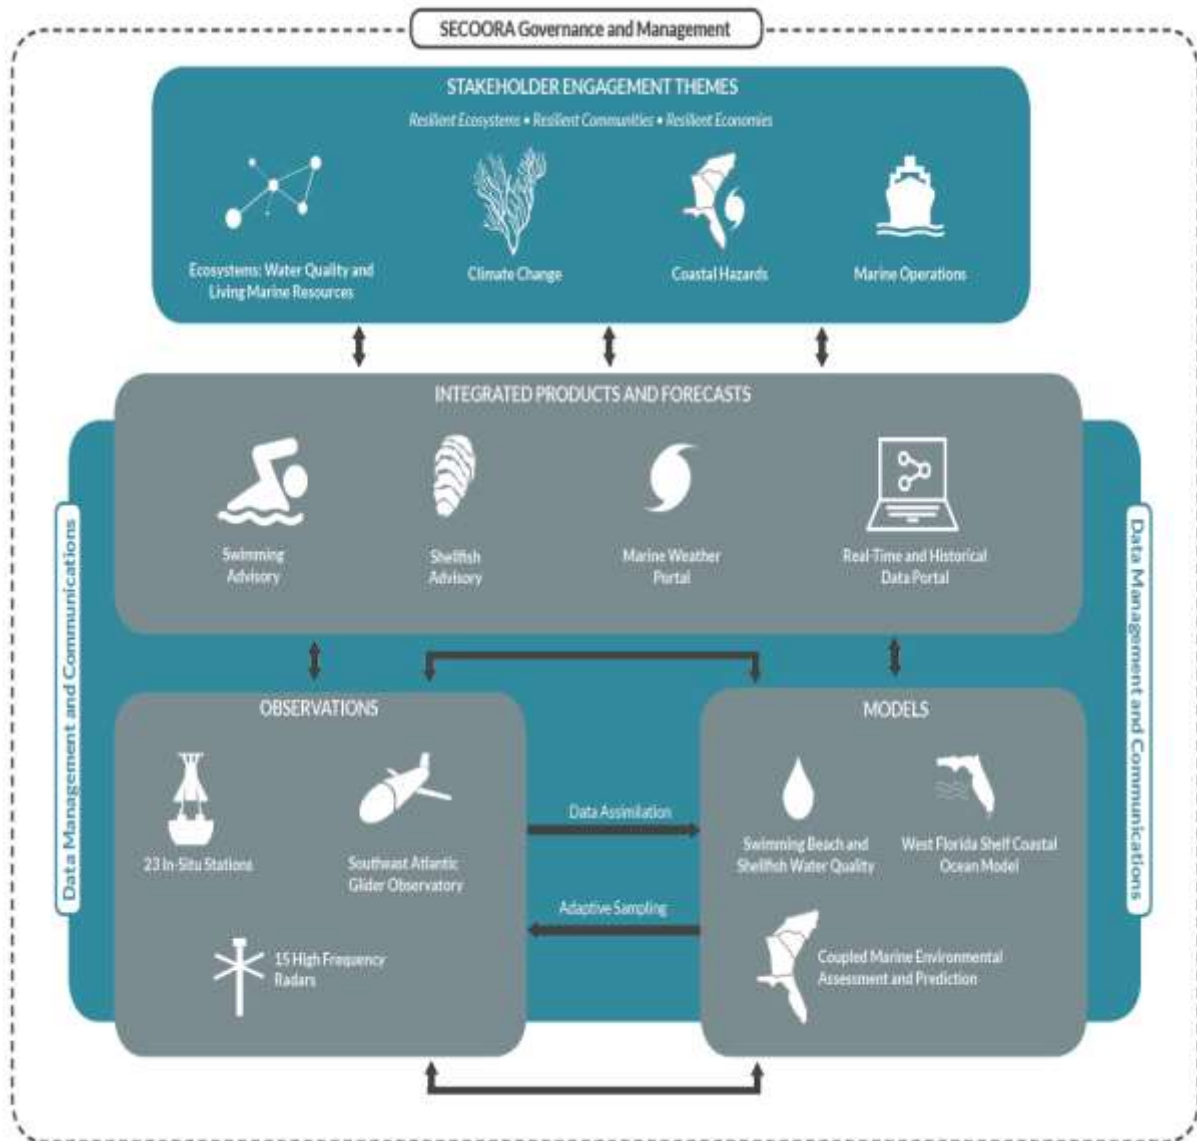 SECOORA Governance and Management
STAKEHOLDER ENGAGEMENT THEMES
Resilient Ecosystems • Resilient Communities • Resilient Economies
Ecosystems: Water Quality and
Living Marine Resources
Climate Change
Coastal Hazards
Marine Operations
INTEGRATED PRODUCTS AND FORECASTS
Swimming
Advisory
Shellfish
Advisory
Marine Weather
Portal
Real-Time and Historical
Data Portal
Data Management and Communications
Data Management and Communications
OBSERVATIONS
23 In-Situ Stations
Southeast Atlantic
Glider Observatory
15 High Frequency
Radars
Data Assimilation
Adaptive Sampling
MODELS
Swimming Beach and
Shellfish Water Quality
West Florida Shelf Coastal
Ocean Model
Coupled Marine Environmental
Assessment and Prediction